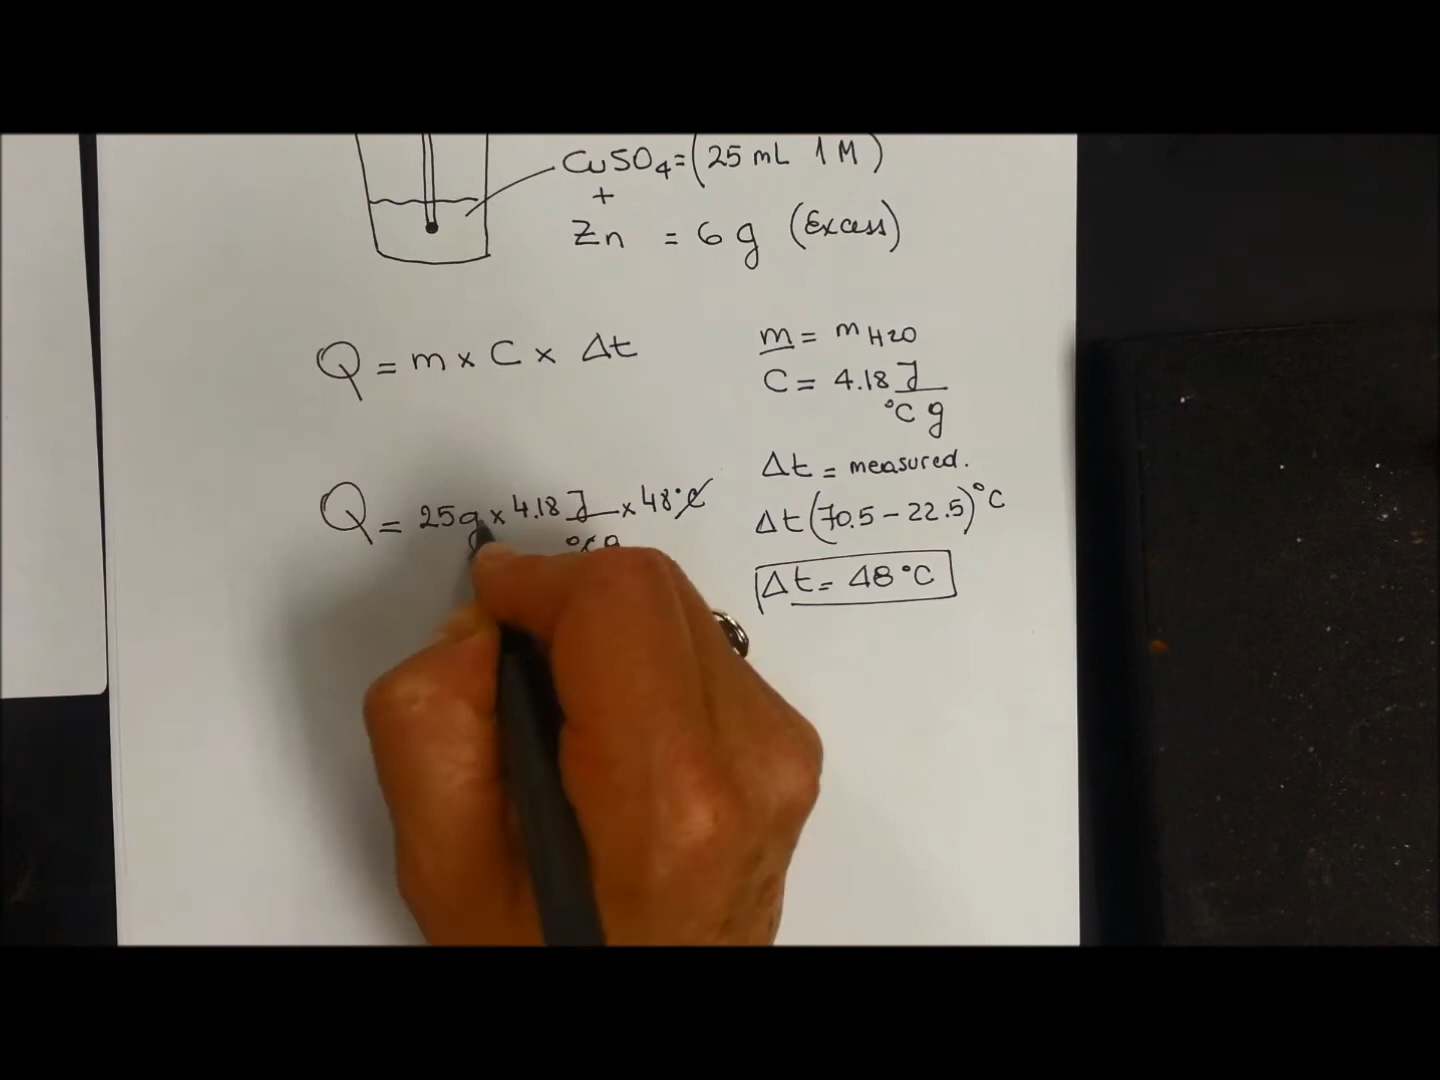 CuSO4=(25 mL 1M)
+
Zn = 6 g (Excess)
Q = m x C x Δt
m = mH2O
C = 4.18 J
°C g
Δt = measured.
Q = 25g x 4.18 J x 48°C
°C g
Δt(70.5 - 22.5)°C
Δt = 48°C